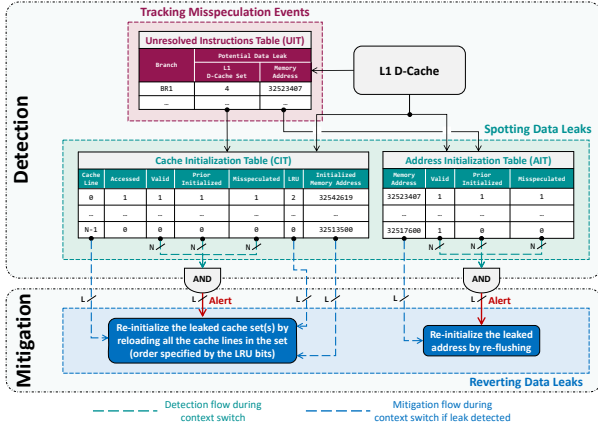 Tracking Misspeculation Events
Unresolved Instructions Table (UIT)
Branch
Potential Data Leak
L1
D-Cache Set
Memory
Address
BR1 4 32523407
… …
L1 D-Cache
Detection
Spotting Data Leaks
Cache Initialization Table (CIT)
Cache
Line
Accessed
Valid
Prior
Initialized
Misspeculated
LRU
Initialized
Memory Address
0 1 1 1 1 2 32542619
… … … … … …
N-1 0 0 0 0 0 32513500
Address Initialization Table (AIT)
Memory
Address
Valid
Prior
Initialized
Misspeculated
32523407 1 1 1
… … … …
32517600 1 0 0
N N N
N N N
AND
AND
L L Alert L L
L L Alert
Mitigation
Re-initialize the leaked cache set(s) by
reloading all the cache lines in the set
(order specified by the LRU bits)
Re-initialize the leaked
address by re-flushing
Reverting Data Leaks
Detection flow during
context switch
Mitigation flow during
context switch if leak detected